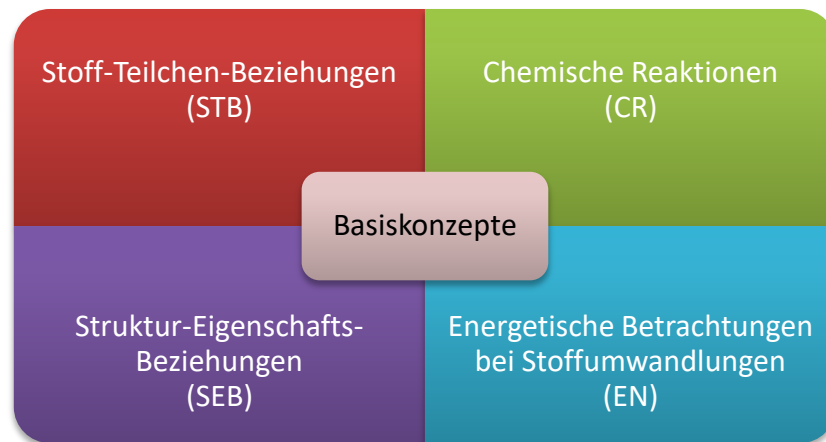 Stoff-Teilchen-Beziehungen
(STB)
Chemische Reaktionen
(CR)
Basiskonzepte
Struktur-Eigenschafts-
Beziehungen
(SEB)
Energetische Betrachtungen
bei Stoffumwandlungen
(EN)